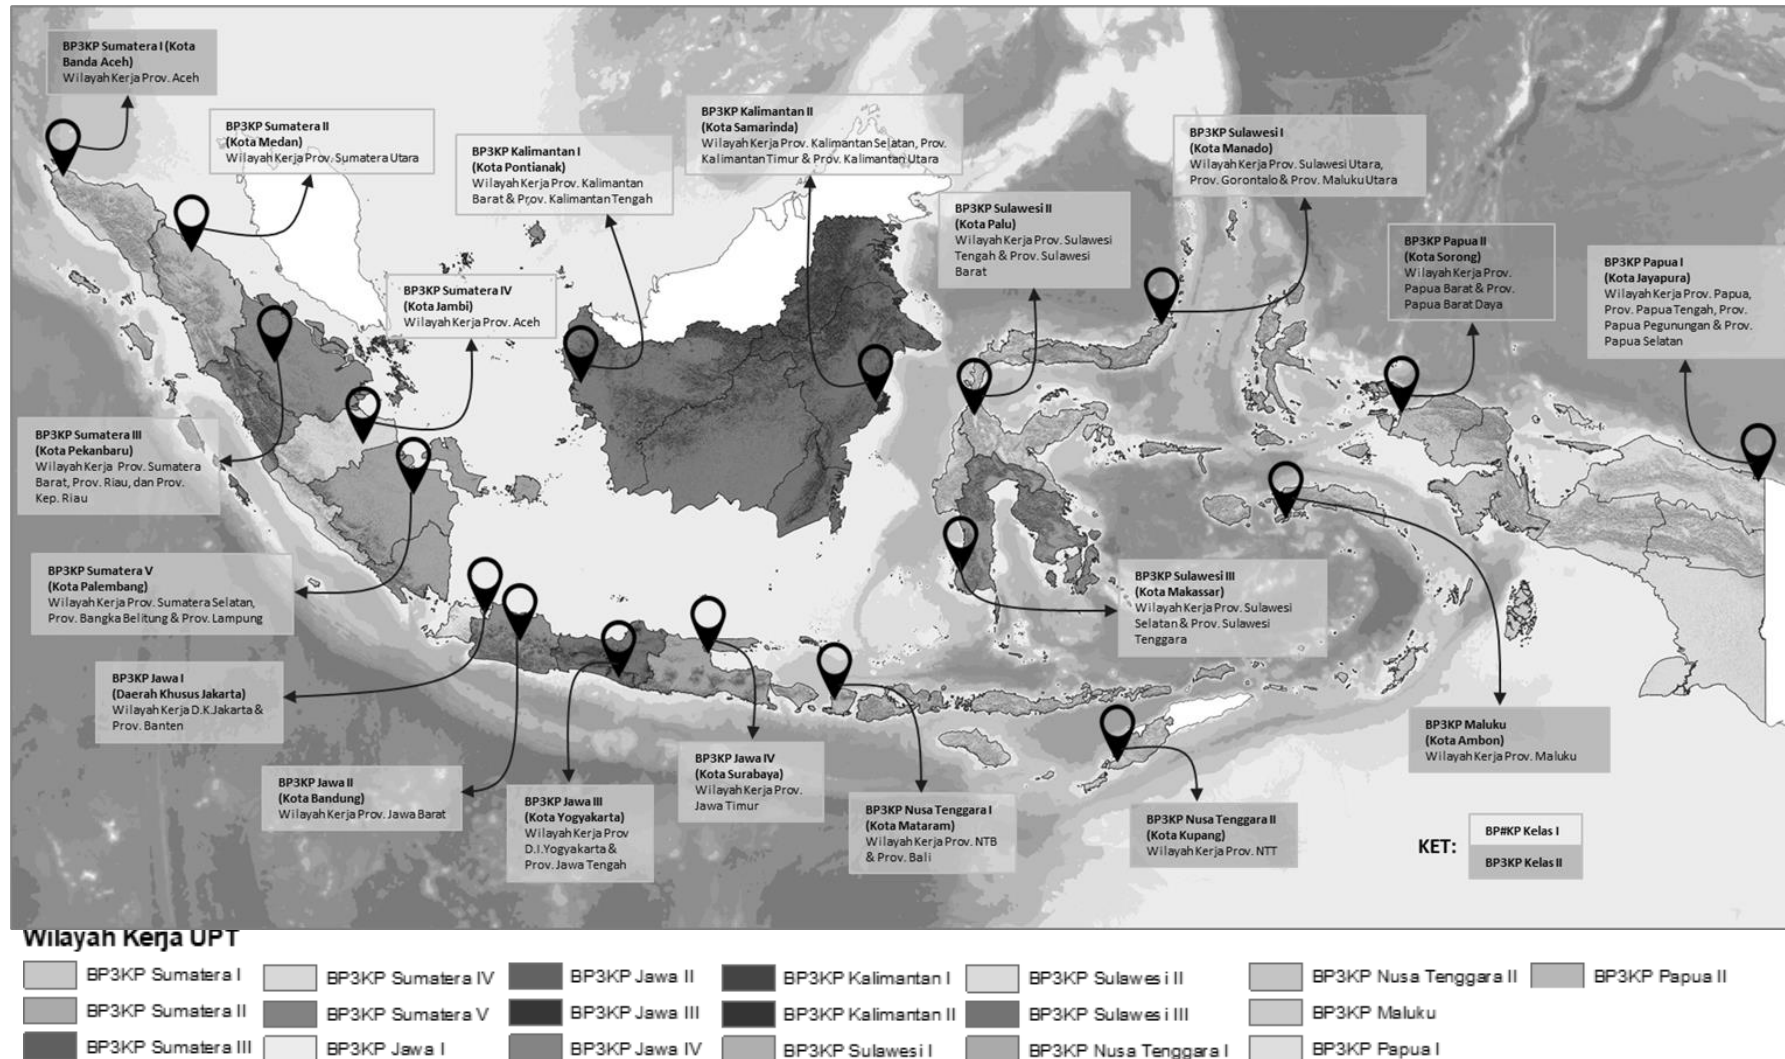 BP3KP Sumatera I (Kota
Banda Aceh)
Wilayah Kerja Prov. Aceh
BP3KP Sumatera II
(Kota Medan)
Wilayah Kerja Prov. Sumatera Utara
BP3KP Kalimantan I
(Kota Pontianak)
Wilayah Kerja Prov. Kalimantan
Barat & Prov. Kalimantan Tengah
BP3KP Kalimantan II
(Kota Samarinda)
Wilayah Kerja Prov. Kalimantan Selatan, Prov.
Kalimantan Timur & Prov. Kalimantan Utara
BP3KP Sulawesi I
(Kota Manado)
Wilayah Kerja Prov. Sulawesi Utara,
Prov. Gorontalo & Prov. Maluku Utara
BP3KP Sulawesi II
(Kota Palu)
Wilayah Kerja Prov. Sulawesi
Tengah & Prov. Sulawesi
Barat
BP3KP Papua II
(Kota Sorong)
Wilayah Kerja Prov.
Papua Barat & Prov.
Papua Barat Daya
BP3KP Papua I
(Kota Jayapura)
Wilayah Kerja Prov. Papua,
Prov. Papua Tengah, Prov.
Papua Pegunungan & Prov.
Papua Selatan
BP3KP Sumatera IV
(Kota Jambi)
Wilayah Kerja Prov. Aceh
BP3KP Sumatera III
(Kota Pekanbaru)
Wilayah Kerja Prov. Sumatera
Barat, Prov. Riau, dan Prov.
Kep. Riau
BP3KP Sumatera V
(Kota Palembang)
Wilayah Kerja Prov. Sumatera Selatan,
Prov. Bangka Belitung & Prov. Lampung
BP3KP Sulawesi III
(Kota Makassar)
Wilayah Kerja Prov. Sulawesi
Selatan & Prov. Sulawesi
Tenggara
BP3KP Jawa I
(Daerah Khusus Jakarta)
Wilayah Kerja D.K.Jakarta &
Prov. Banten
BP3KP Jawa II
(Kota Bandung)
Wilayah Kerja Prov. Jawa Barat
BP3KP Jawa III
(Kota Yogyakarta)
Wilayah Kerja Prov
D.I.Yogyakarta &
Prov. Jawa Tengah
BP3KP Jawa IV
(Kota Surabaya)
Wilayah Kerja Prov.
Jawa Timur
BP3KP Nusa Tenggara I
(Kota Mataram)
Wilayah Kerja Prov. NTB
& Prov. Bali
BP3KP Nusa Tenggara II
(Kota Kupang)
Wilayah Kerja Prov. NTT
BP3KP Maluku
(Kota Ambon)
Wilayah Kerja Prov. Maluku
KET:
BP#KP Kelas I
BP3KP Kelas II
Wilayah Kerja UPT
BP3KP Sumatera I
BP3KP Sumatera II
BP3KP Sumatera III
BP3KP Sumatera IV
BP3KP Sumatera V
BP3KP Jawa I
BP3KP Jawa II
BP3KP Jawa III
BP3KP Jawa IV
BP3KP Kalimantan I
BP3KP Kalimantan II
BP3KP Sulawesi I
BP3KP Sulawesi II
BP3KP Sulawesi III
BP3KP Nusa Tenggara I
BP3KP Nusa Tenggara II
BP3KP Maluku
BP3KP Papua I
BP3KP Papua II